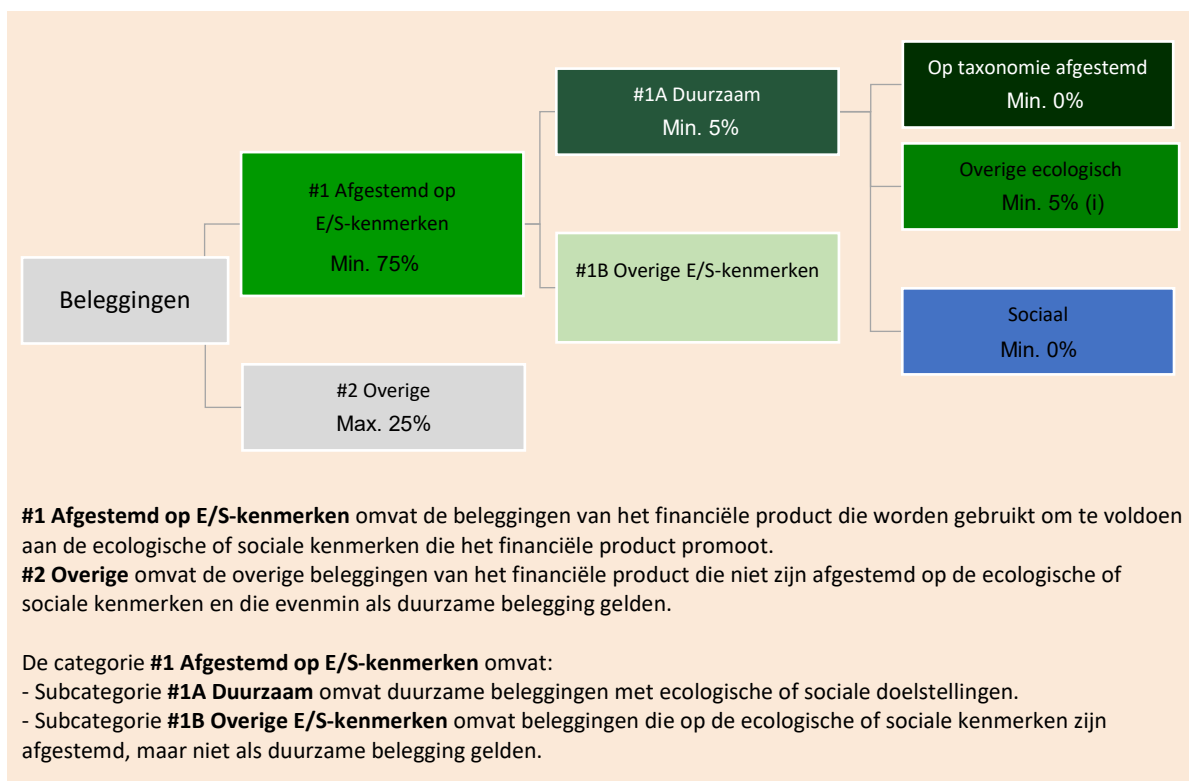 Beleggingen
#1 Afgestemd op
E/S-kenmerken
Min. 75%
#2 Overige
Max. 25%
#1A Duurzaam
Min. 5%
#1B Overige E/S-kenmerken
Op taxonomie afgestemd
Min. 0%
Overige ecologisch
Min. 5% (i)
Sociaal
Min. 0%
#1 Afgestemd op E/S-kenmerken omvat de beleggingen van het financiële product die worden gebruikt om te voldoen
aan de ecologische of sociale kenmerken die het financiële product promoot.
#2 Overige omvat de overige beleggingen van het financiële product die niet zijn afgestemd op de ecologische of
sociale kenmerken en die evenmin als duurzame belegging gelden.
De categorie #1 Afgestemd op E/S-kenmerken omvat:
- Subcategorie #1A Duurzaam omvat duurzame beleggingen met ecologische of sociale doelstellingen.
- Subcategorie #1B Overige E/S-kenmerken omvat beleggingen die op de ecologische of sociale kenmerken zijn
afgestemd, maar niet als duurzame belegging gelden.